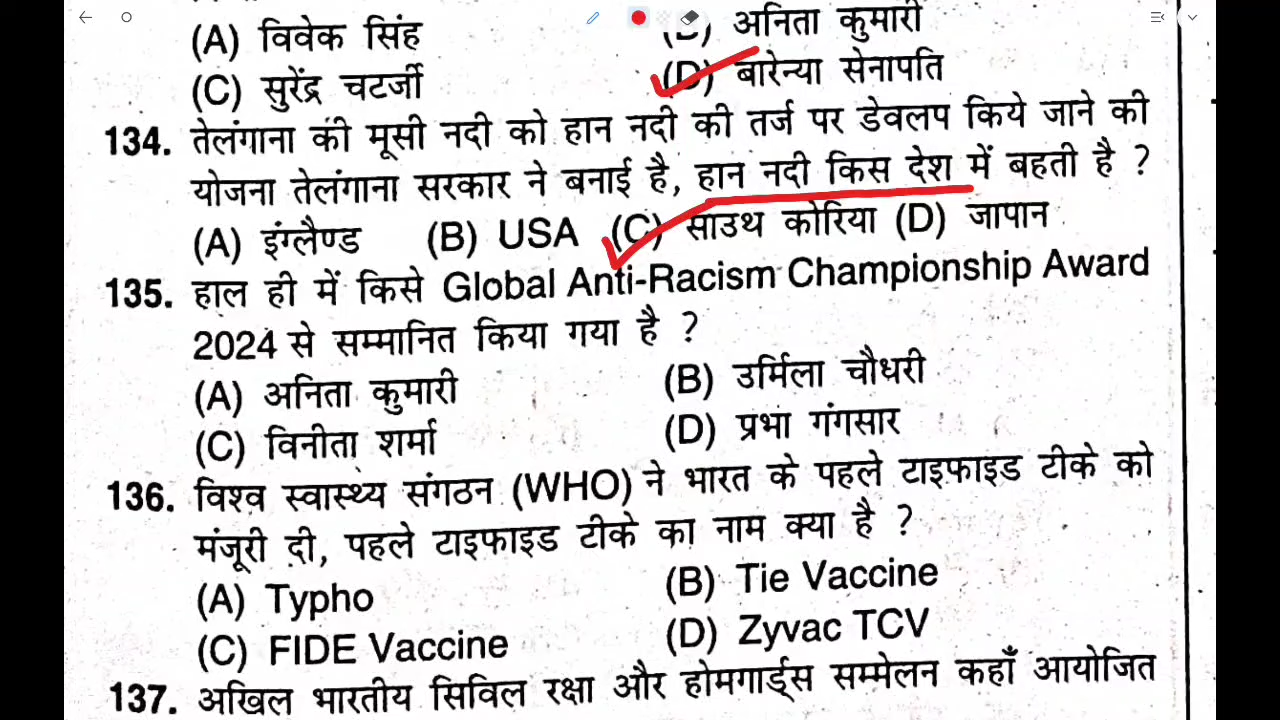 (A) विवेक सिंह (B) अनिता कुमारी
(C) सुरेंद्र चटर्जी (D) बारेन्या सेनापति
134. तेलंगाना की मूसी नदी को हान नदी की तर्ज पर डेवलप किये जाने की
योजना तेलंगाना सरकार ने बनाई है, हान नदी किस देश में बहती है ?
(A) इंग्लैण्ड (B) USA (C) साउथ कोरिया (D) जापान
135. हाल ही में किसे Global Anti-Racism Championship Award
2024 से सम्मानित किया गया है ?
(A) अनिता कुमारी (B) उर्मिला चौधरी
(C) विनीता शर्मा (D) प्रभा गंगसार
136. विश्व स्वास्थ्य संगठन (WHO) ने भारत के पहले टाइफाइड टीके को
मंजूरी दी, पहले टाइफाइड टीके का नाम क्या है ?
(A) Typho (B) Tie Vaccine
(C) FIDE Vaccine (D) Zyvac TCV
137. अखिल भारतीय सिविल रक्षा और होमगार्ड्स सम्मेलन कहाँ आयोजित